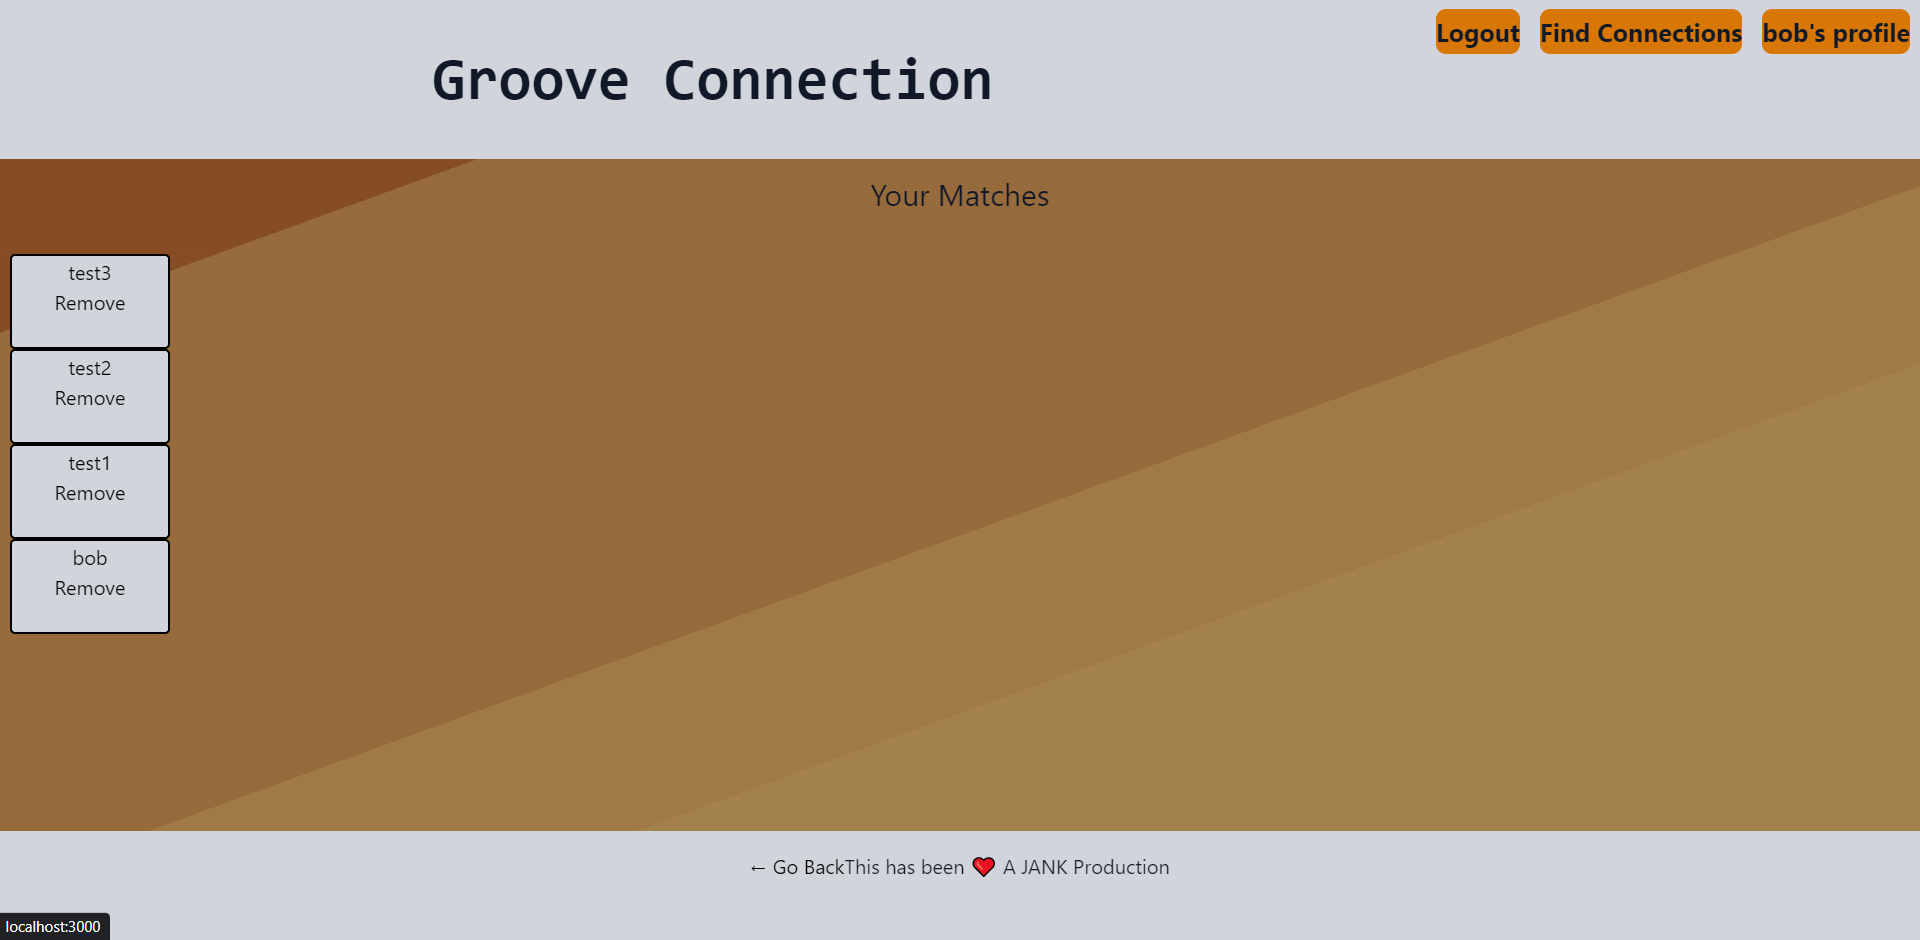 Logout
Find Connections
bob's profile
Groove Connection
Your Matches
test3
Remove
test2
Remove
test1
Remove
bob
Remove
← Go BackThis has been ❤️ A JANK Production
localhost:3000